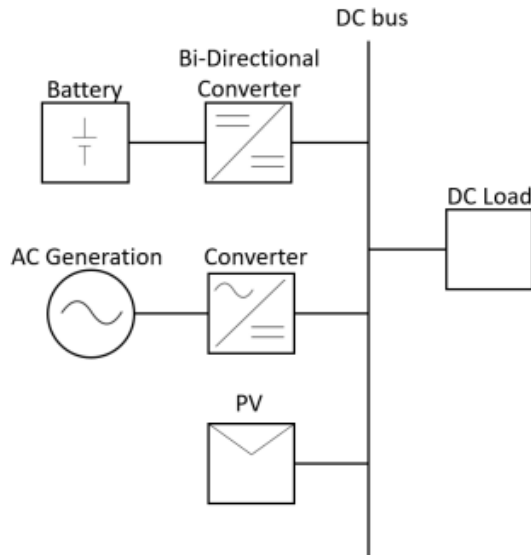 DC bus
Bi-Directional
Converter
Battery
DC Load
AC Generation
Converter
PV